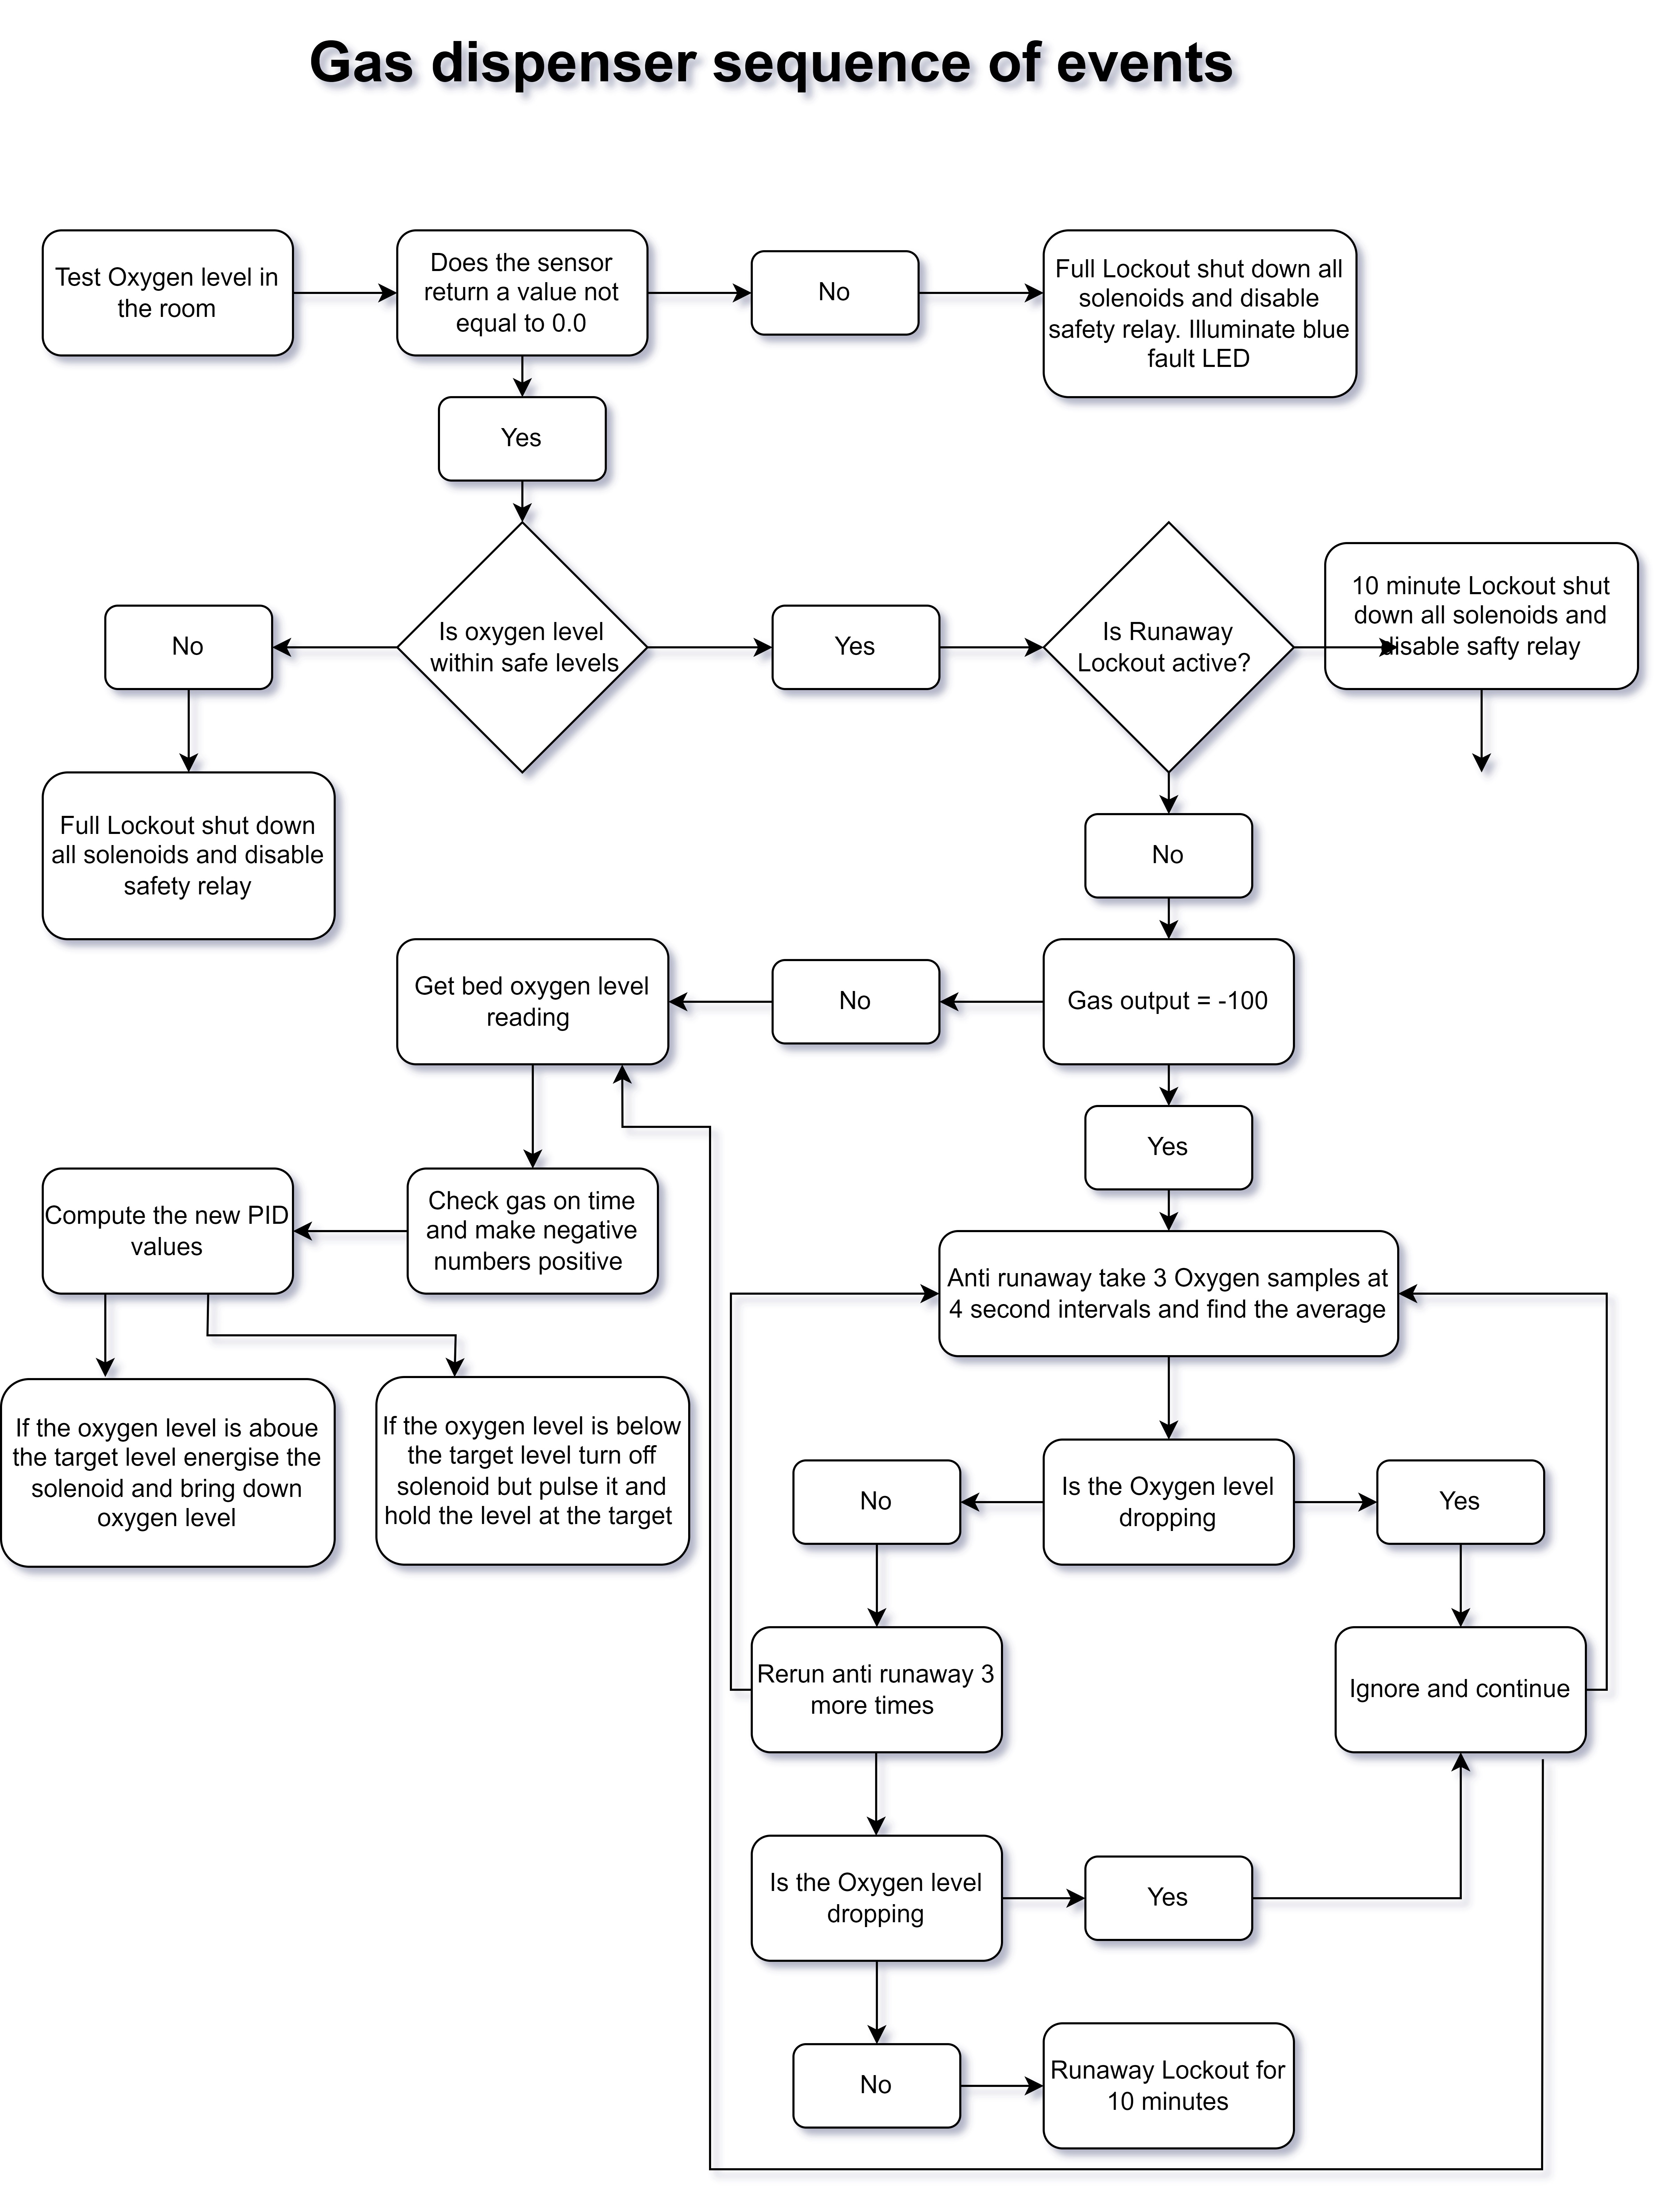 Gas dispenser sequence of events
Test Oxygen level in
the room
Does the sensor
return a value not
equal to 0.0
No
Full Lockout shut down all
solenoids and disable
safety relay. Illuminate blue
fault LED
Yes
Is oxygen level
within safe levels
No
Yes
Is Runaway
Lockout active?
10 minute Lockout shut
down all solenoids and
disable safty relay
Full Lockout shut down
all solenoids and disable
safety relay
No
Gas output = -100
No
Get bed oxygen level
reading
Yes
Check gas on time
and make negative
numbers positive
Compute the new PID
values
If the oxygen level is aboue
the target level energise the
solenoid and bring down
oxygen level
If the oxygen level is below
the target level turn off
solenoid but pulse it and
hold the level at the target
Anti runaway take 3 Oxygen samples at
4 second intervals and find the average
Is the Oxygen level
dropping
No
Yes
Rerun anti runaway 3
more times
Ignore and continue
Is the Oxygen level
dropping
Yes
No
Runaway Lockout for
10 minutes